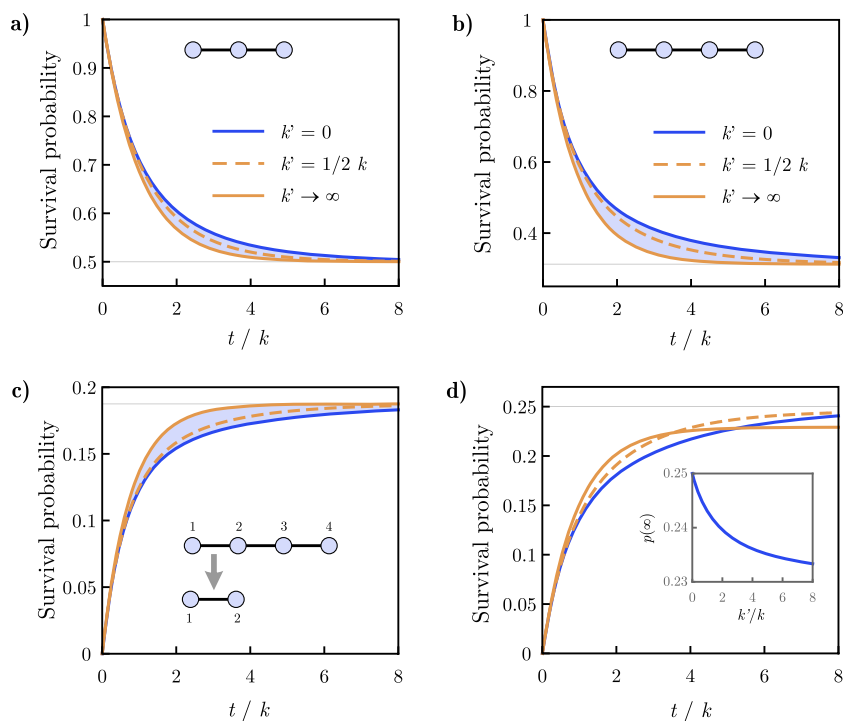 a)
Survival probability
1
0.9
0.8
0.7
0.6
0.5
k' = 0
k' = 1/2 k
k' → ∞
0 2 4 6 8
t / k
b)
Survival probability
1
0.8
0.6
0.4
k' = 0
k' = 1/2 k
k' → ∞
0 2 4 6 8
t / k
c)
Survival probability
0.2
0.15
0.1
0.05
0
1 2 3 4
1 2
0 2 4 6 8
t / k
d)
Survival probability
0.25
0.2
0.15
0.1
0.05
0
p(∞)
0.25
0.24
0.23
0 2 4 6 8
k'/k
0 2 4 6 8
t / k